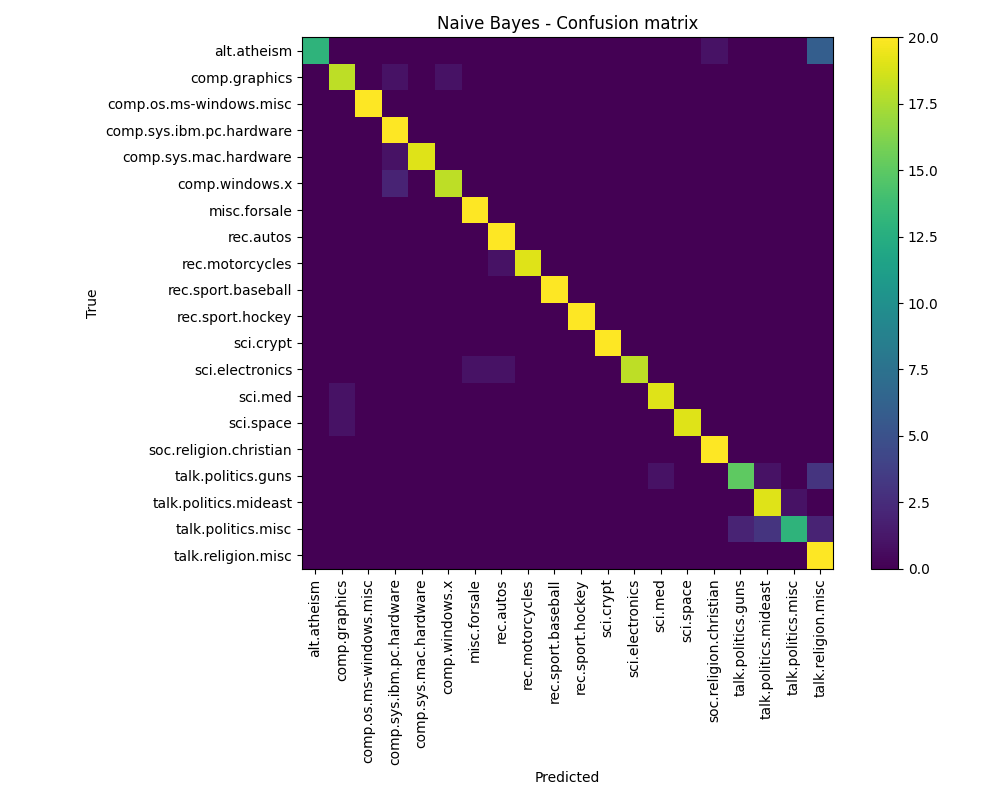 Naive Bayes - Confusion matrix
alt.atheism
comp.graphics
comp.os.ms-windows.misc
comp.sys.ibm.pc.hardware
comp.sys.mac.hardware
comp.windows.x
misc.forsale
rec.autos
rec.motorcycles
rec.sport.baseball
rec.sport.hockey
sci.crypt
sci.electronics
sci.med
sci.space
soc.religion.christian
talk.politics.guns
talk.politics.mideast
talk.politics.misc
talk.religion.misc
True
alt.atheism
comp.graphics
comp.os.ms-windows.misc
comp.sys.ibm.pc.hardware
comp.sys.mac.hardware
comp.windows.x
misc.forsale
rec.autos
rec.motorcycles
rec.sport.baseball
rec.sport.hockey
sci.crypt
sci.electronics
sci.med
sci.space
soc.religion.christian
talk.politics.guns
talk.politics.mideast
talk.politics.misc
talk.religion.misc
Predicted
20.0
17.5
15.0
12.5
10.0
7.5
5.0
2.5
0.0